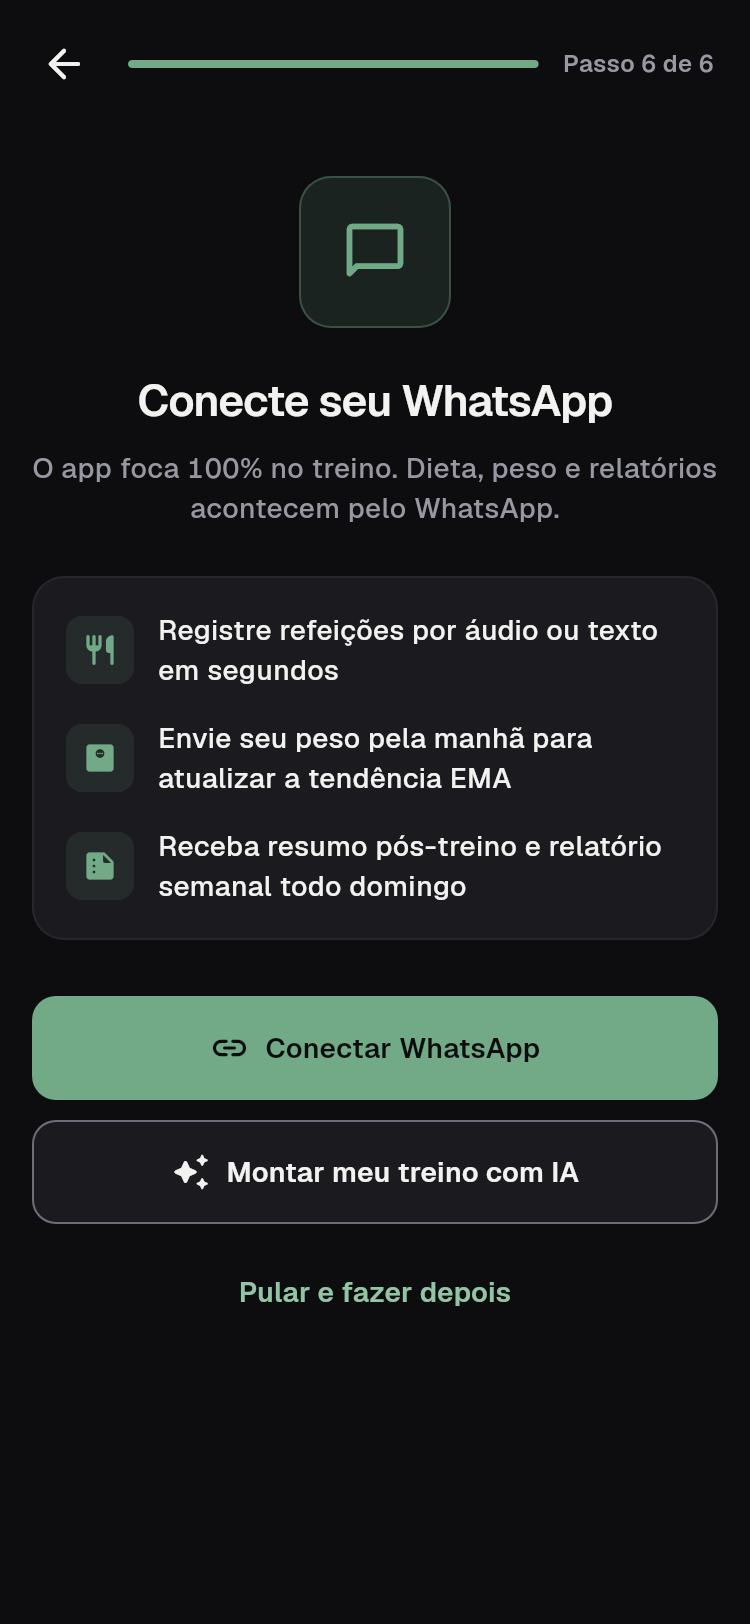 Passo 6 de 6
Conecte seu WhatsApp
O app foca 100% no treino. Dieta, peso e relatórios
acontecem pelo WhatsApp.
Registre refeições por áudio ou texto
em segundos
Envie seu peso pela manhã para
atualizar a tendência EMA
Receba resumo pós-treino e relatório
semanal todo domingo
Conectar WhatsApp
Montar meu treino com IA
Pular e fazer depois